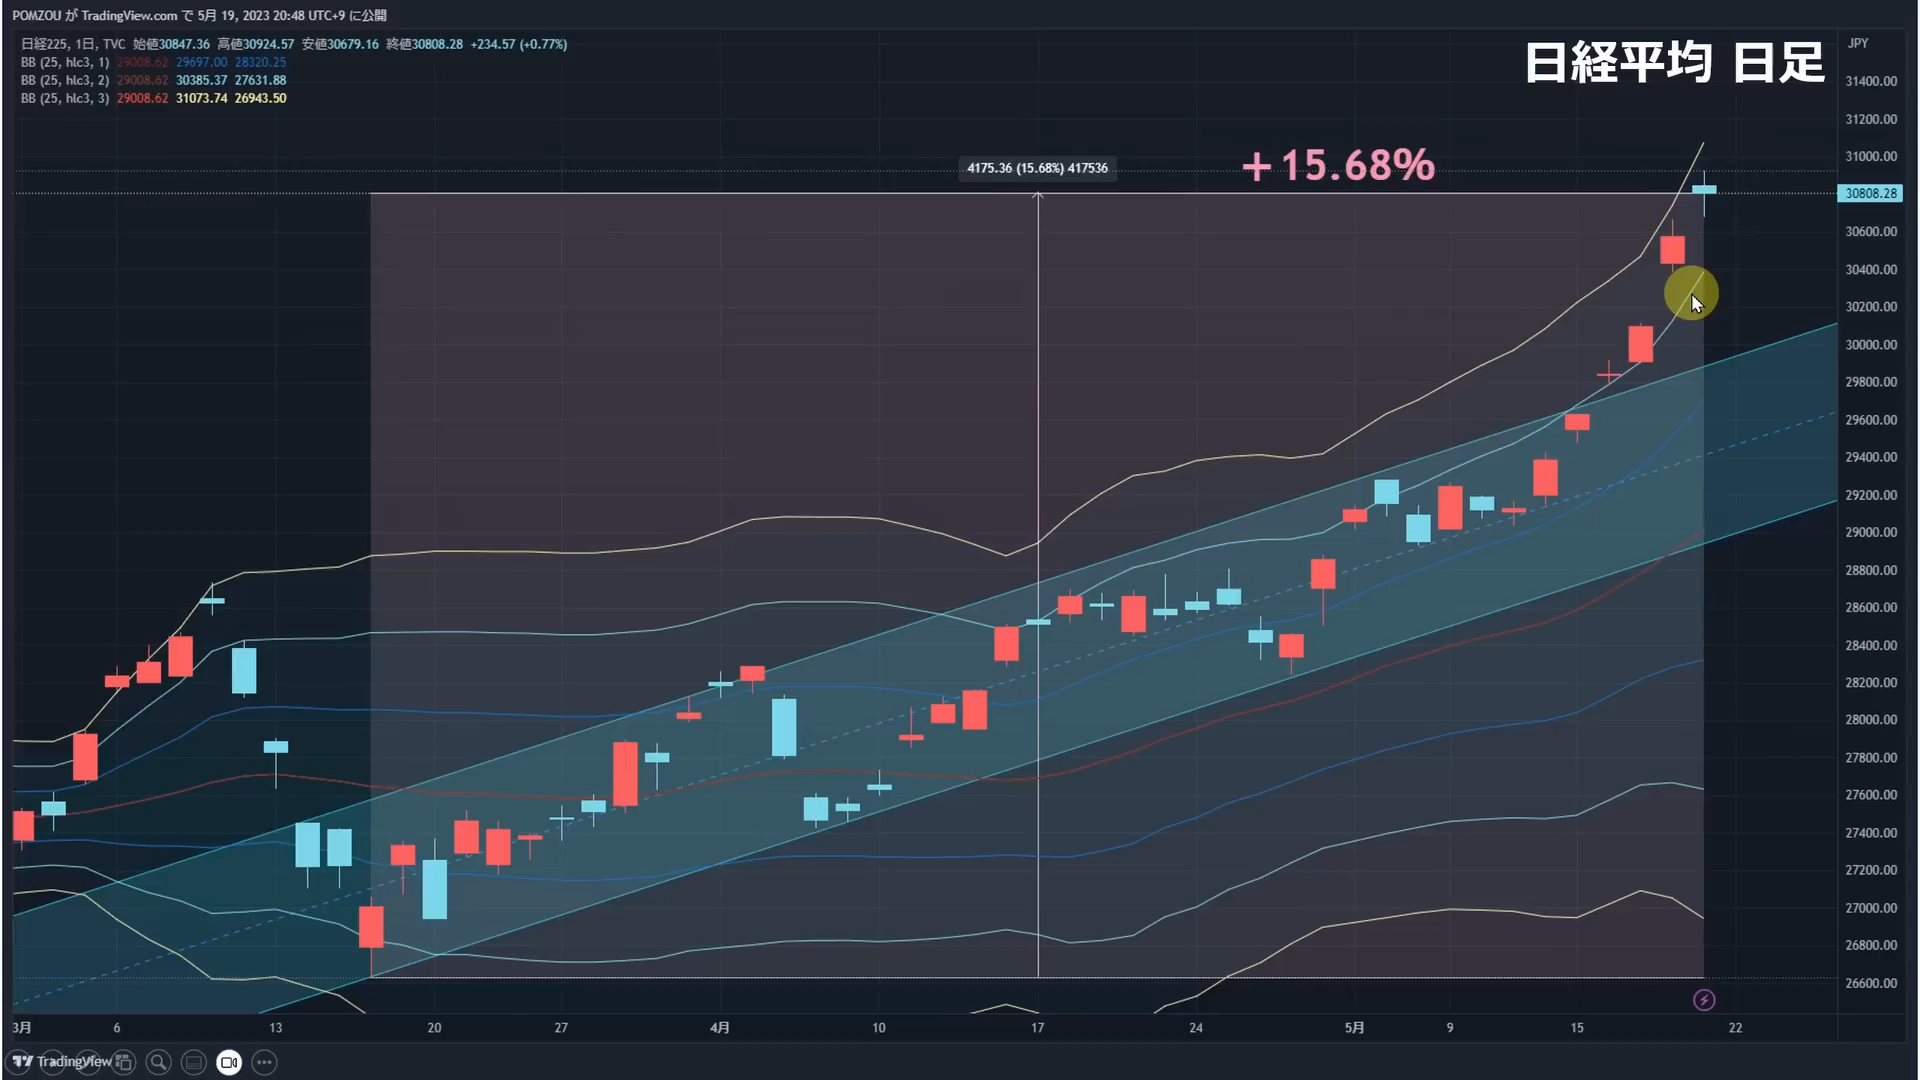 POMZOU が TradingView.com で 5月 19, 2023 20:48 UTC+9 に公開
日経225, 1日, TVC 始値30847.36 高値30924.57 安値30679.16 終値30808.28 +234.57 (+0.77%)
BB (25, hlc3, 1) 29008.62 29697.00 28320.25
BB (25, hlc3, 2) 29008.62 30385.37 27631.88
BB (25, hlc3, 3) 29008.62 31073.74 26943.50
日経平均 日足
JPY
31400.00
31200.00
31000.00
4175.36 (15.68%) 417536
+15.68%
30808.28
30600.00
30400.00
30200.00
30000.00
29800.00
29600.00
29400.00
29200.00
29000.00
28800.00
28600.00
28400.00
28200.00
28000.00
27800.00
27600.00
27400.00
27200.00
27000.00
26800.00
26600.00
3月 6 13 20 27 4月 10 17 24 5月 9 15 22
TradingView